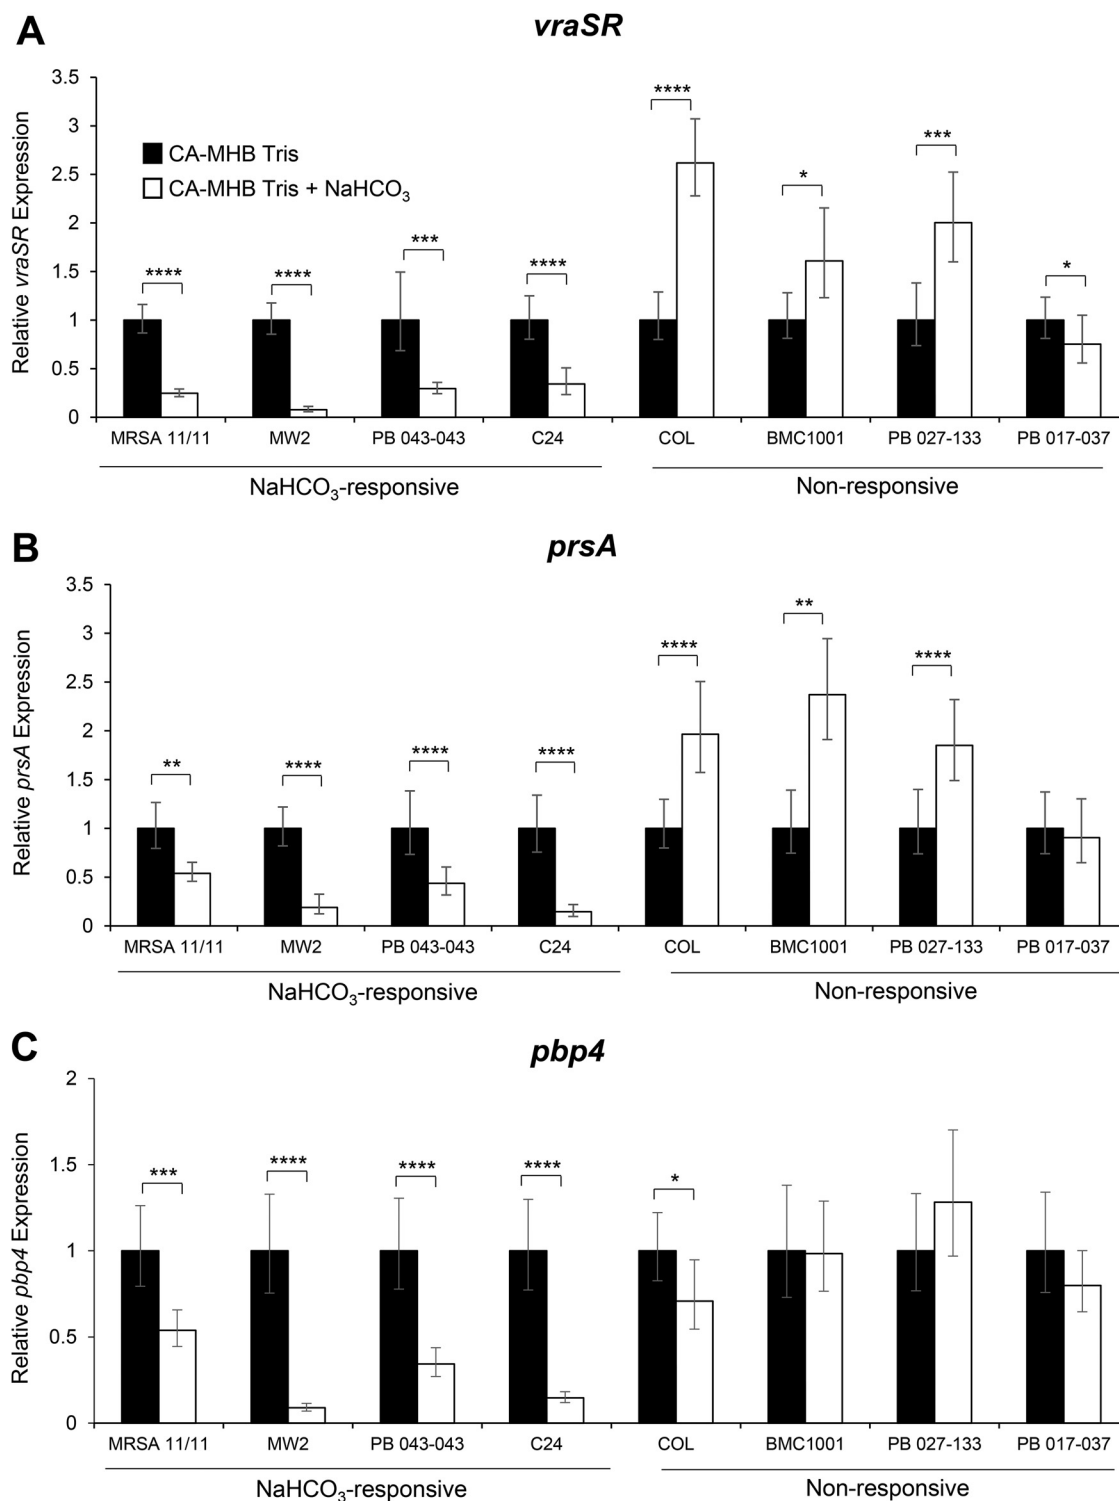 A
vraSR
Relative vraSR Expression
3.5
3
2.5
2
1.5
1
0.5
0
CA-MHB Tris
CA-MHB Tris + NaHCO₃
****
****
***
****
****
*
***
*
MRSA 11/11
MW2
PB 043-043
C24
COL
BMC1001
PB 027-133
PB 017-037
NaHCO₃-responsive
Non-responsive
B
prsA
Relative prsA Expression
3.5
3
2.5
2
1.5
1
0.5
0
**
****
****
****
****
**
****
MRSA 11/11
MW2
PB 043-043
C24
COL
BMC1001
PB 027-133
PB 017-037
NaHCO₃-responsive
Non-responsive
C
pbp4
Relative pbp4 Expression
2
1.5
1
0.5
0
***
****
****
****
*
MRSA 11/11
MW2
PB 043-043
C24
COL
BMC1001
PB 027-133
PB 017-037
NaHCO₃-responsive
Non-responsive